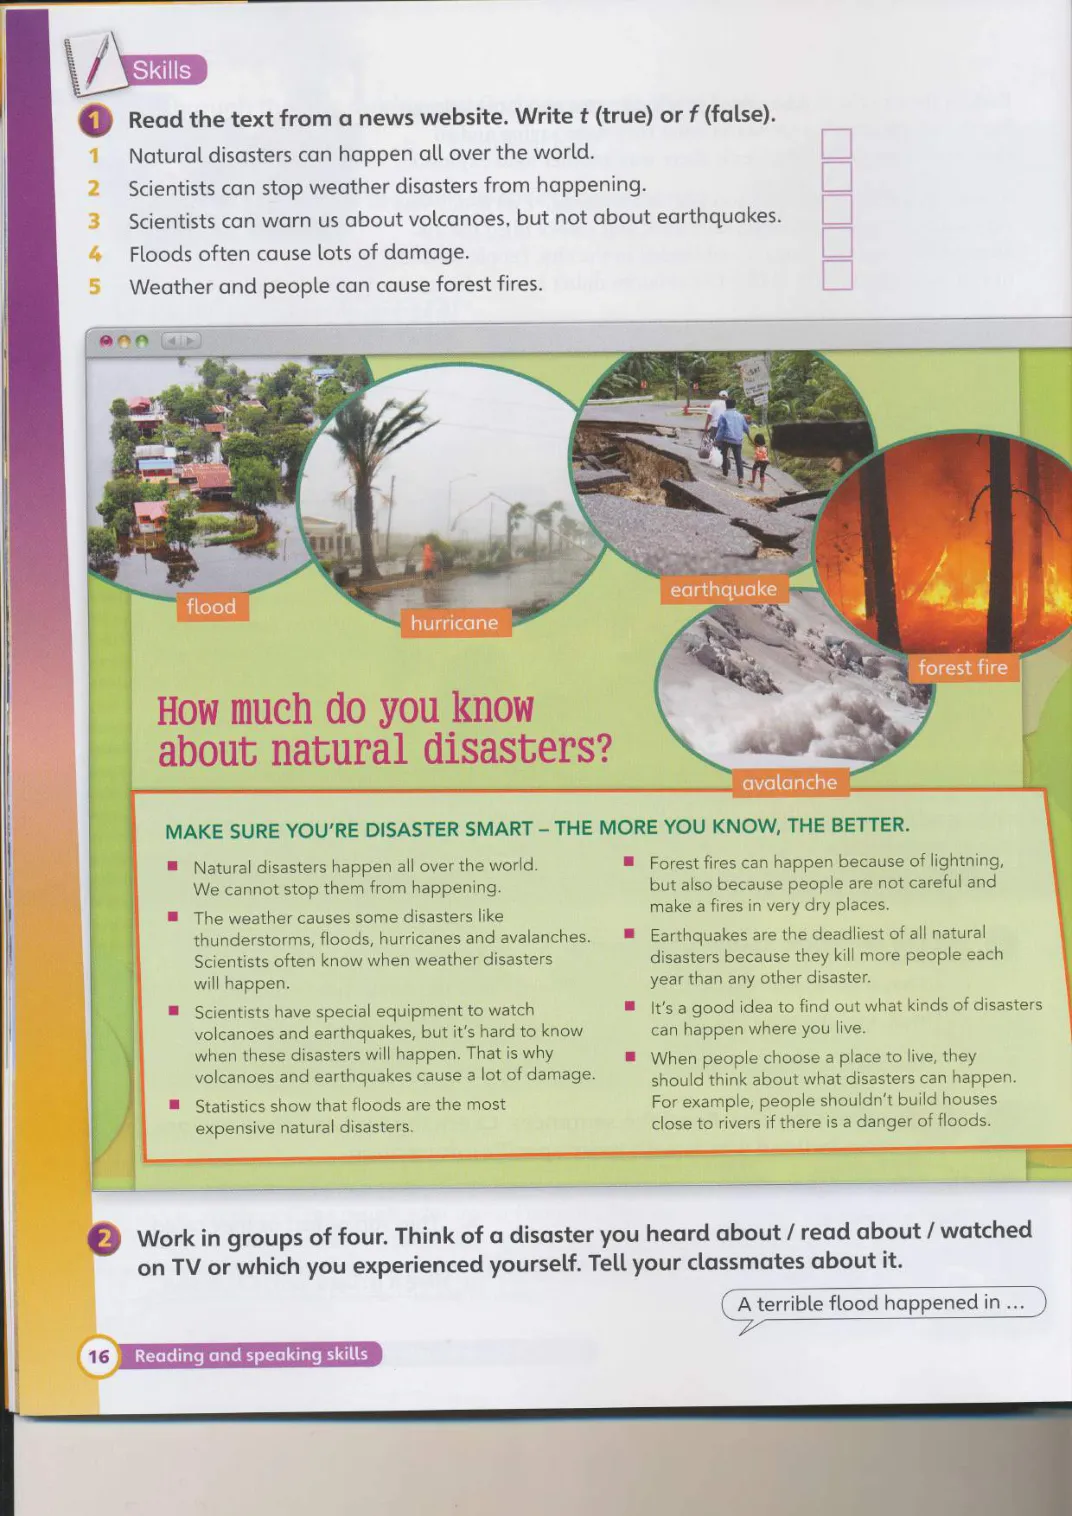 Skills
1 Read the text from a news website. Write t (true) or f (false).
1 Natural disasters can happen all over the world.
2 Scientists can stop weather disasters from happening.
3 Scientists can warn us about volcanoes, but not about earthquakes.
4 Floods often cause lots of damage.
5 Weather and people can cause forest fires.
flood
hurricane
earthquake
forest fire
avalanche
How much do you know
about natural disasters?
MAKE SURE YOU'RE DISASTER SMART – THE MORE YOU KNOW, THE BETTER.
Natural disasters happen all over the world.
We cannot stop them from happening.
The weather causes some disasters like
thunderstorms, floods, hurricanes and avalanches.
Scientists often know when weather disasters
will happen.
Scientists have special equipment to watch
volcanoes and earthquakes, but it's hard to know
when these disasters will happen. That is why
volcanoes and earthquakes cause a lot of damage.
Statistics show that floods are the most
expensive natural disasters.
Forest fires can happen because of lightning,
but also because people are not careful and
make a fires in very dry places.
Earthquakes are the deadliest of all natural
disasters because they kill more people each
year than any other disaster.
It's a good idea to find out what kinds of disasters
can happen where you live.
When people choose a place to live, they
should think about what disasters can happen.
For example, people shouldn't build houses
close to rivers if there is a danger of floods.
2 Work in groups of four. Think of a disaster you heard about / read about / watched
on TV or which you experienced yourself. Tell your classmates about it.
A terrible flood happened in ...
16 Reading and speaking skills